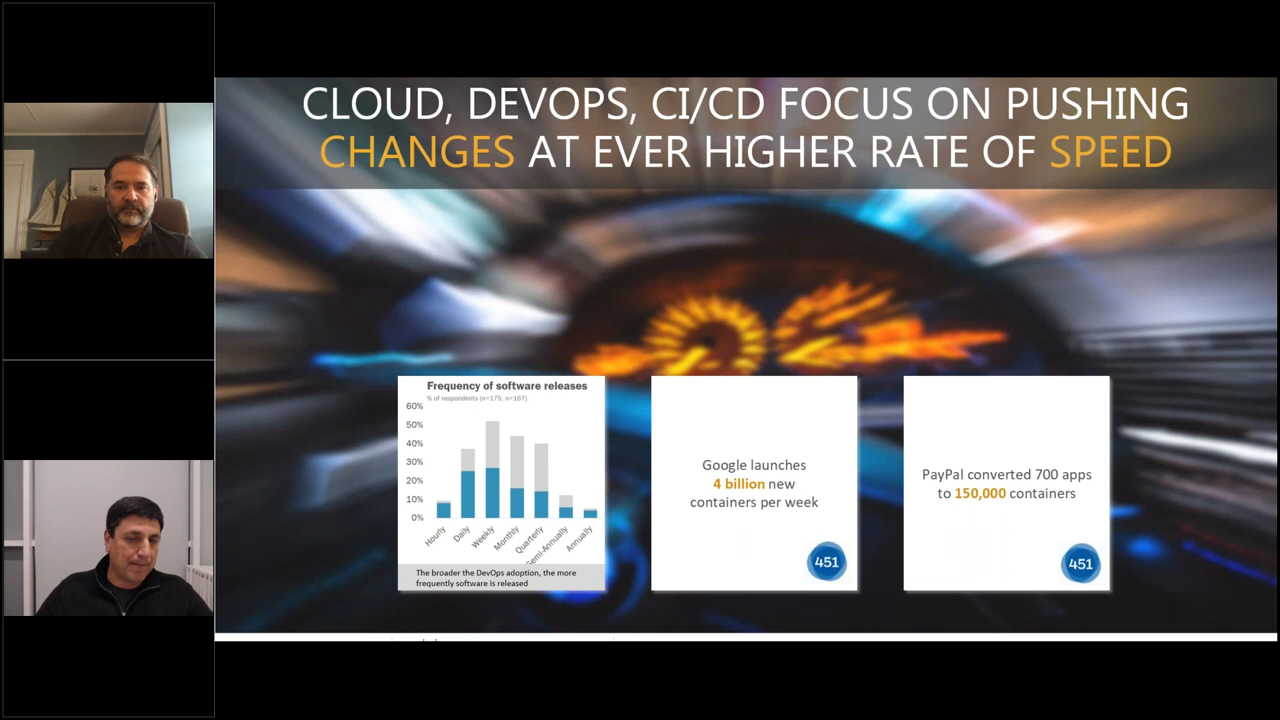 CLOUD, DEVOPS, CI/CD FOCUS ON PUSHING
CHANGES AT EVER HIGHER RATE OF SPEED
Frequency of software releases
% of respondents (n=175, n=167)
60%
50%
40%
30%
20%
10%
0%
Hourly
Daily
Weekly
Monthly
Quarterly
Semi-Annually
Annually
The broader the DevOps adoption, the more
frequently software is released
Google launches
4 billion new
containers per week
451
PayPal converted 700 apps
to 150,000 containers
451